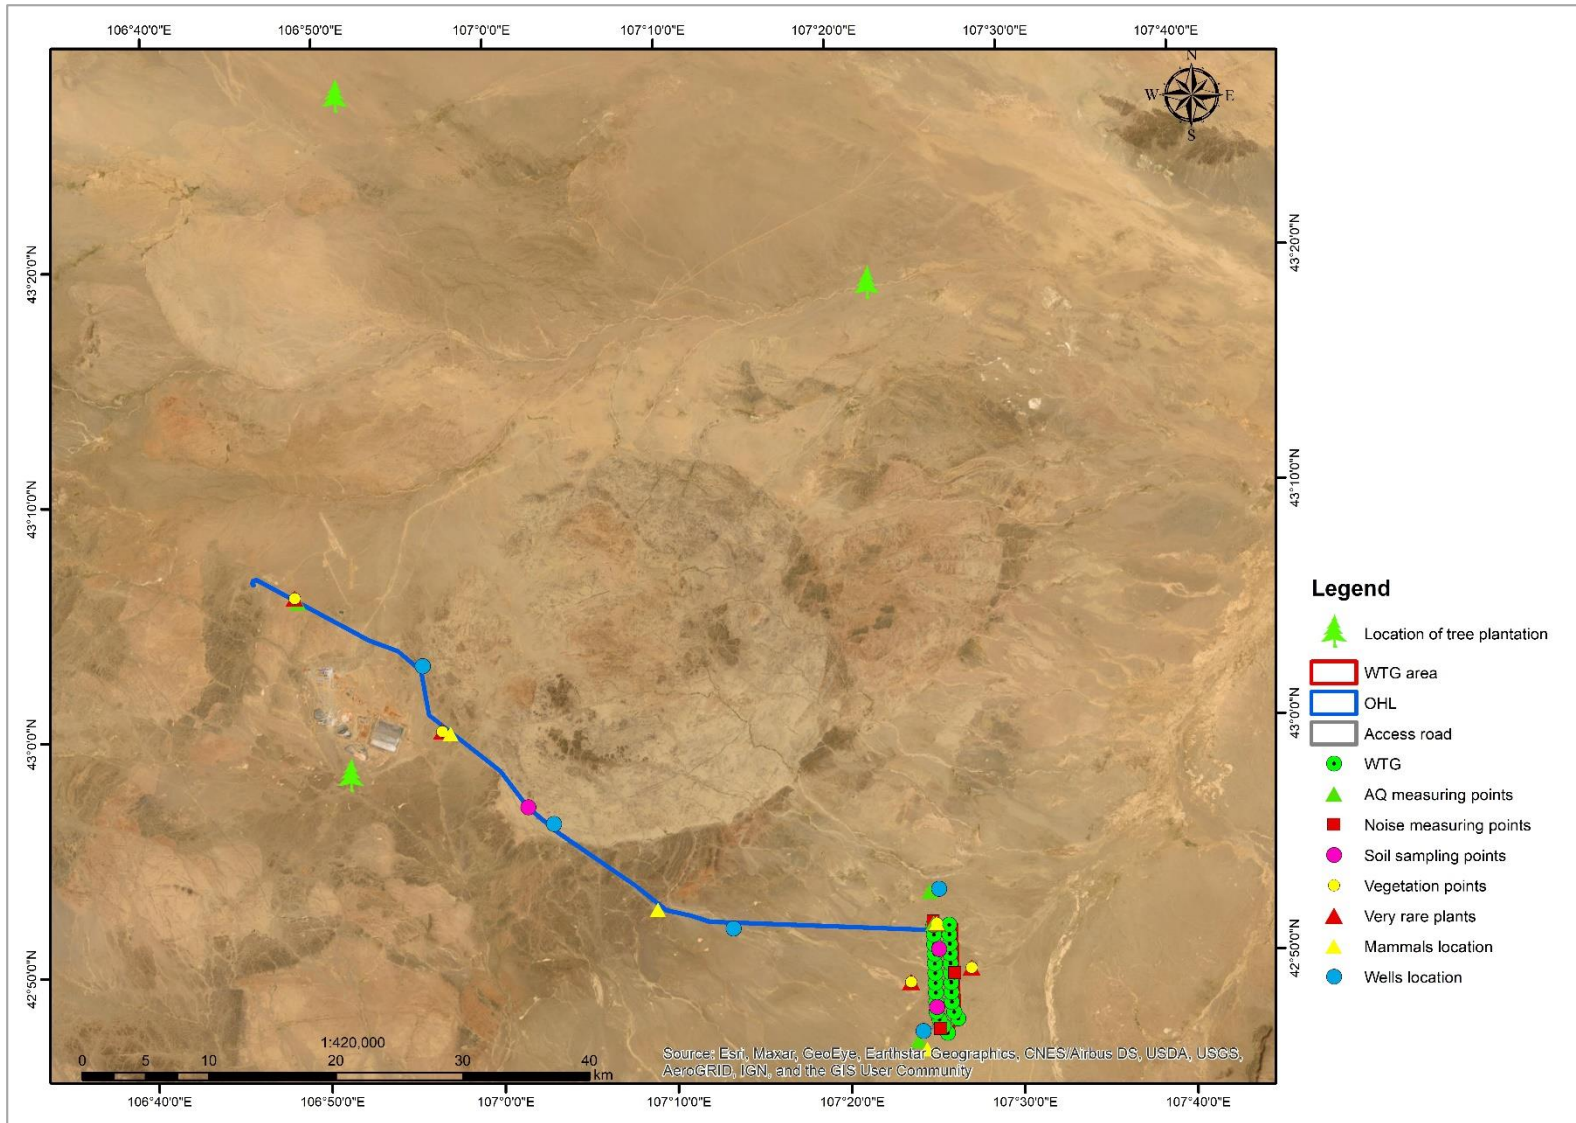 106°40'0"E 106°50'0"E 107°0'0"E 107°10'0"E 107°20'0"E 107°30'0"E 107°40'0"E
N
W E
S
43°20'0"N
43°20'0"N
43°10'0"N
43°10'0"N
43°0'0"N
43°0'0"N
42°50'0"N
42°50'0"N
Legend
Location of tree plantation
WTG area
OHL
Access road
WTG
AQ measuring points
Noise measuring points
Soil sampling points
Vegetation points
Very rare plants
Mammals location
Wells location
1:420,000
0 5 10 20 30 40
km
Source: Esri, Maxar, GeoEye, Earthstar Geographics, CNES/Airbus DS, USDA, USGS,
AeroGRID, IGN, and the GIS User Community
106°40'0"E 106°50'0"E 107°0'0"E 107°10'0"E 107°20'0"E 107°30'0"E 107°40'0"E